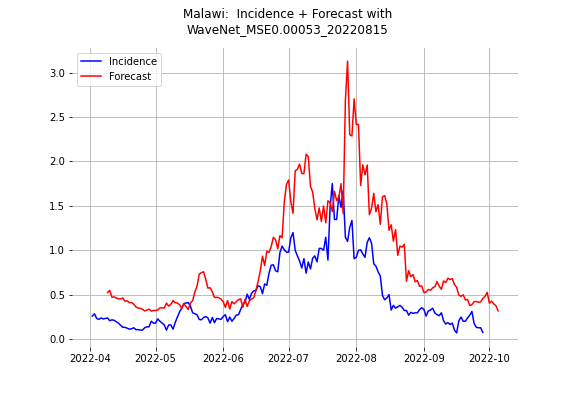 Malawi:  Incidence + Forecast with
WaveNet_MSE0.00053_20220815
Incidence
Forecast
3.0
2.5
2.0
1.5
1.0
0.5
0.0
2022-04 2022-05 2022-06 2022-07 2022-08 2022-09 2022-10